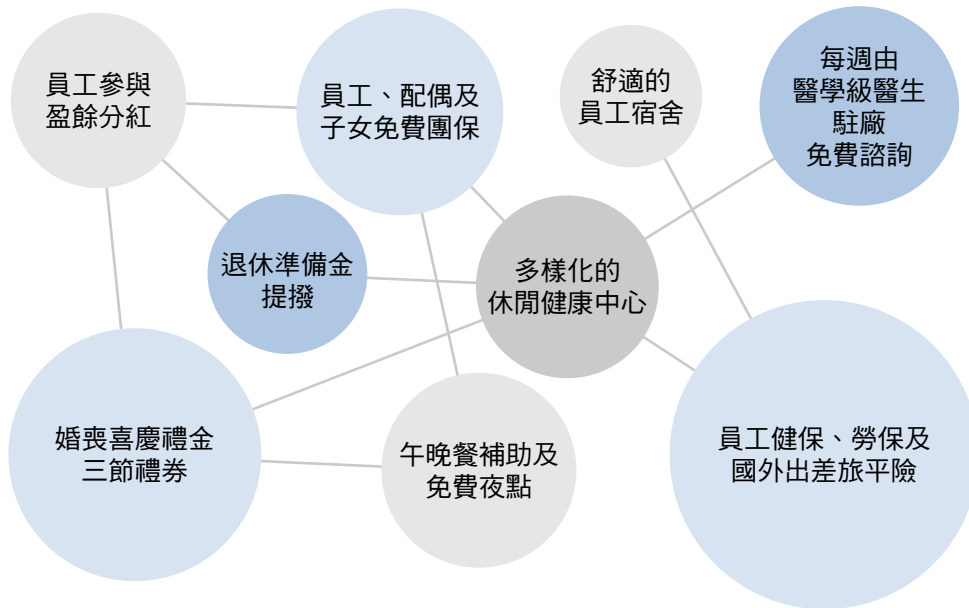 員工參與
盈餘分紅
員工、配偶及
子女免費團保
舒適的
員工宿舍
每週由
醫學級醫生
駐廠
免費諮詢
退休準備金
提撥
多樣化的
休閒健康中心
婚喪喜慶禮金
三節禮券
午晚餐補助及
免費夜點
員工健保、勞保及
國外出差旅平險